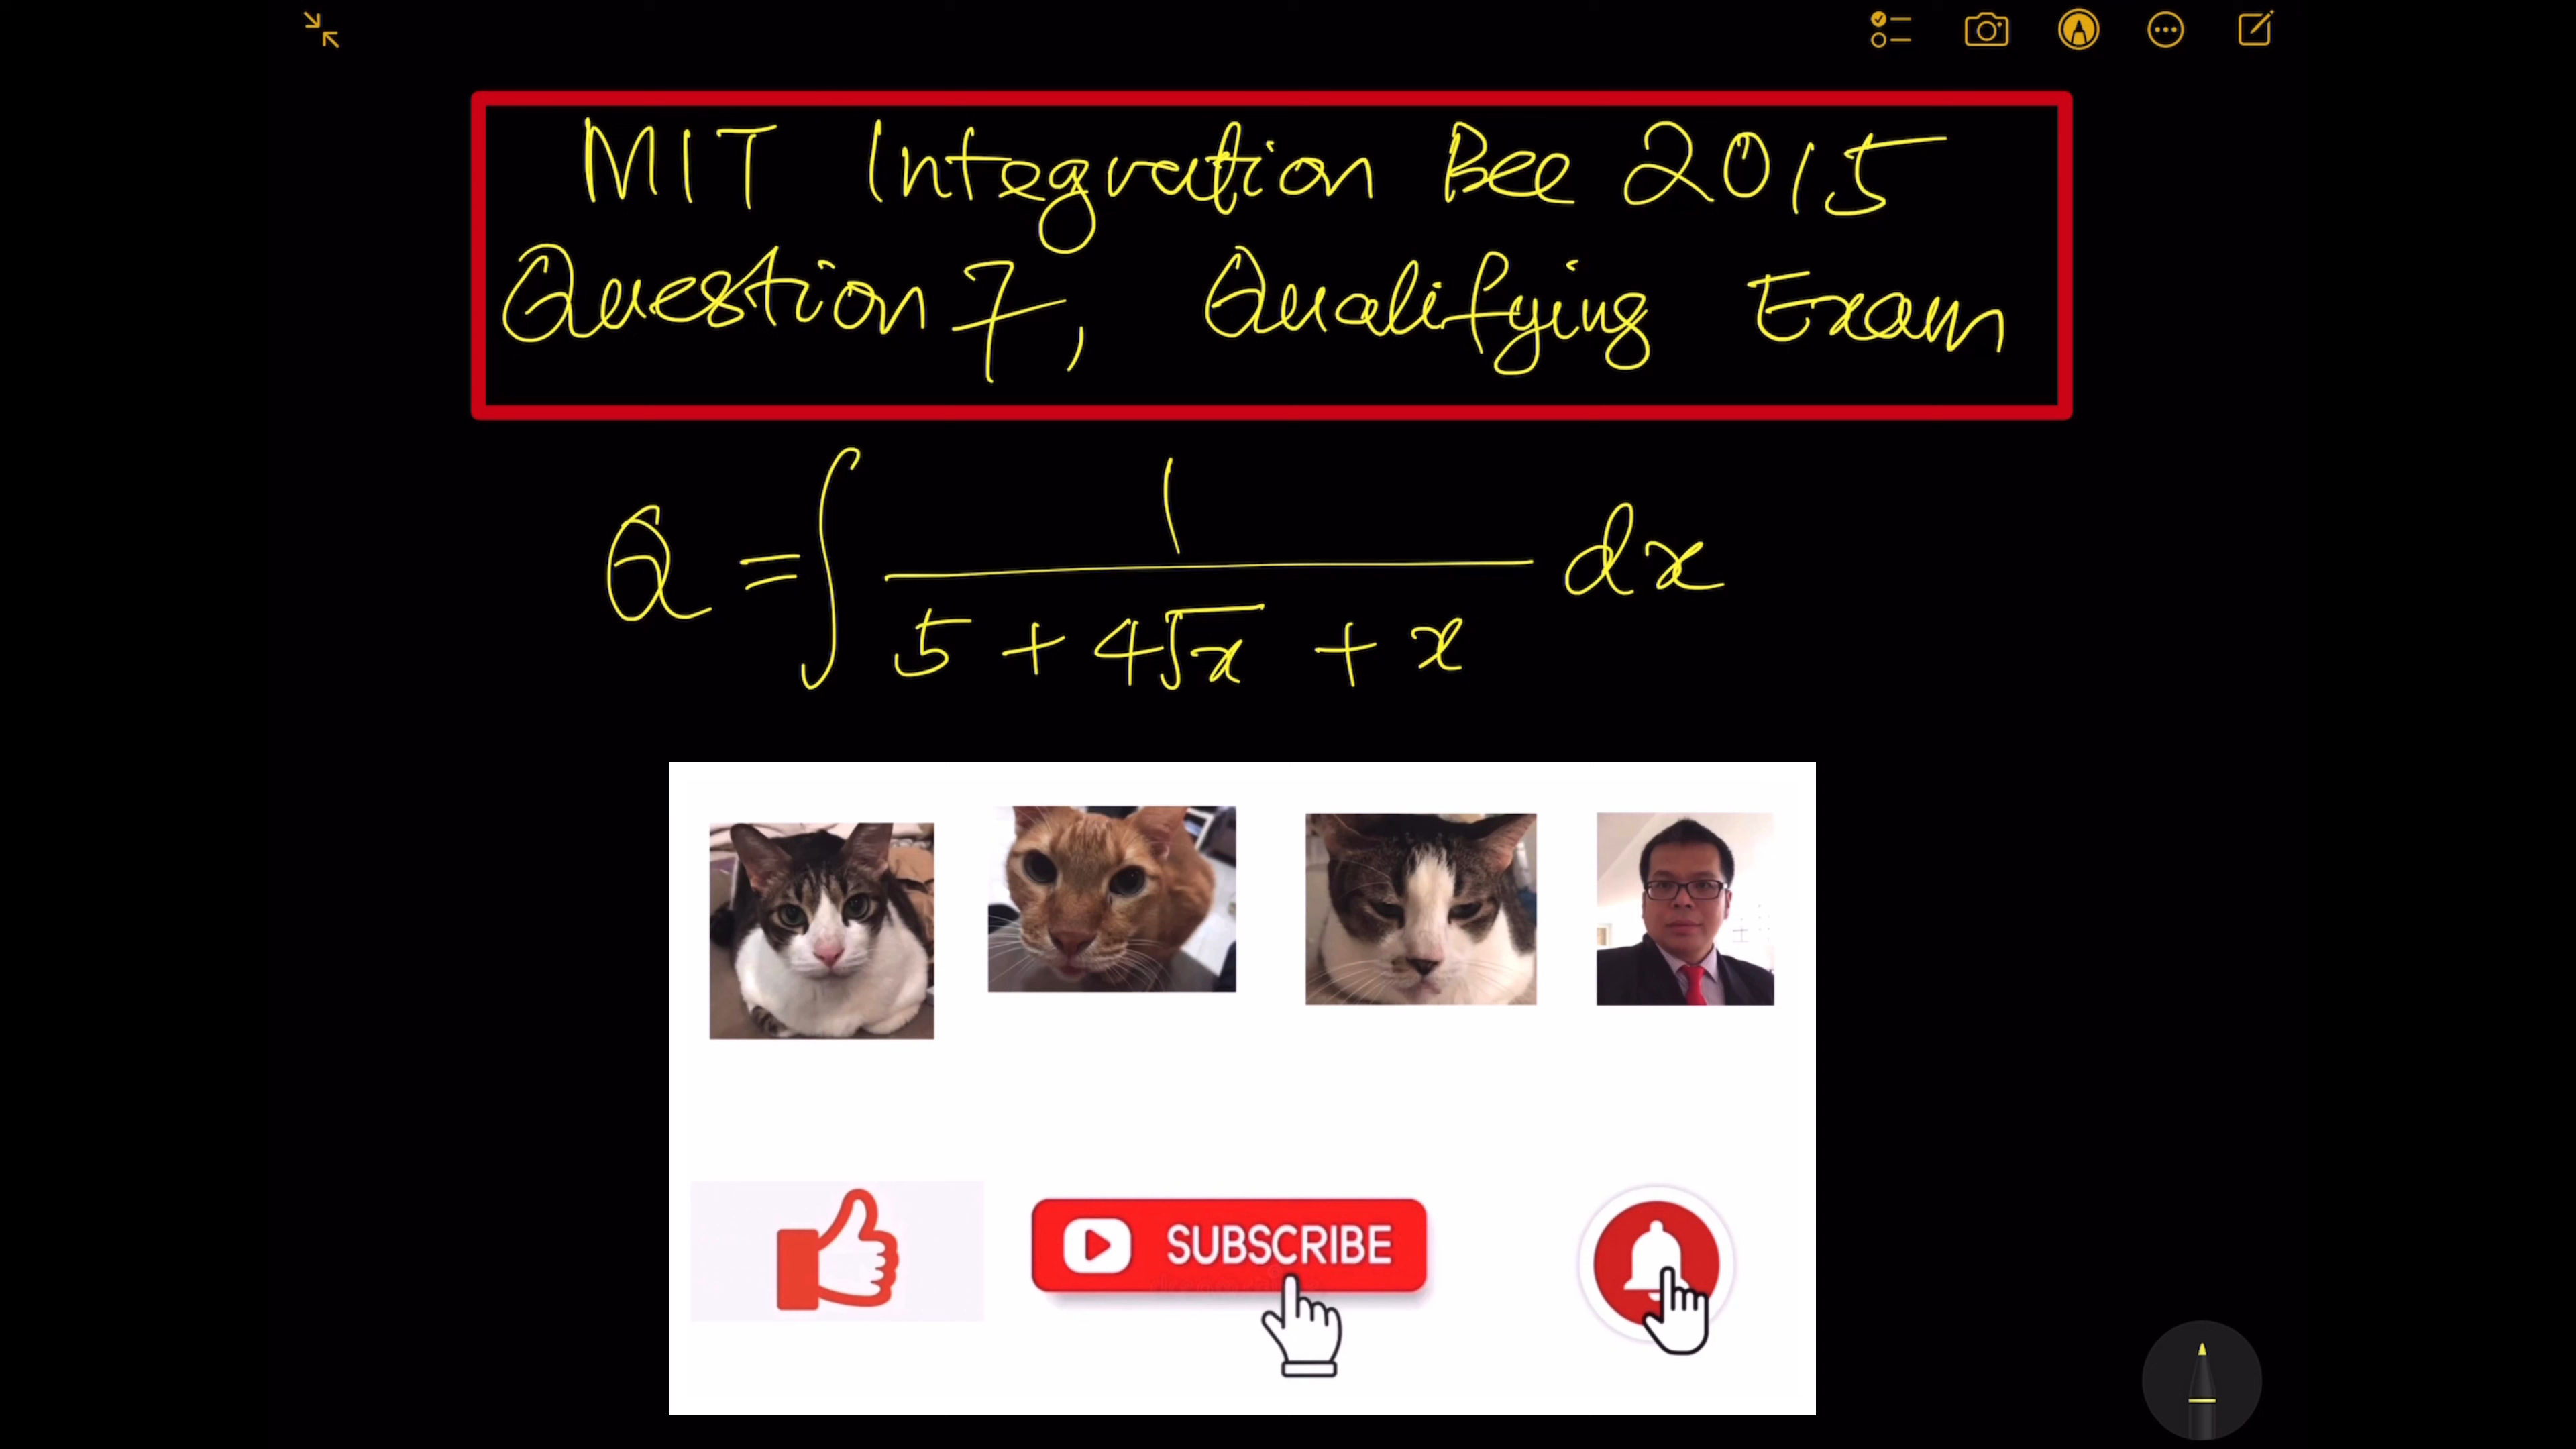 MIT Integration Bee 2015
Question 7, Qualifying Exam
Q = ∫ 1 / (5 + 4√x + x) dx
SUBSCRIBE